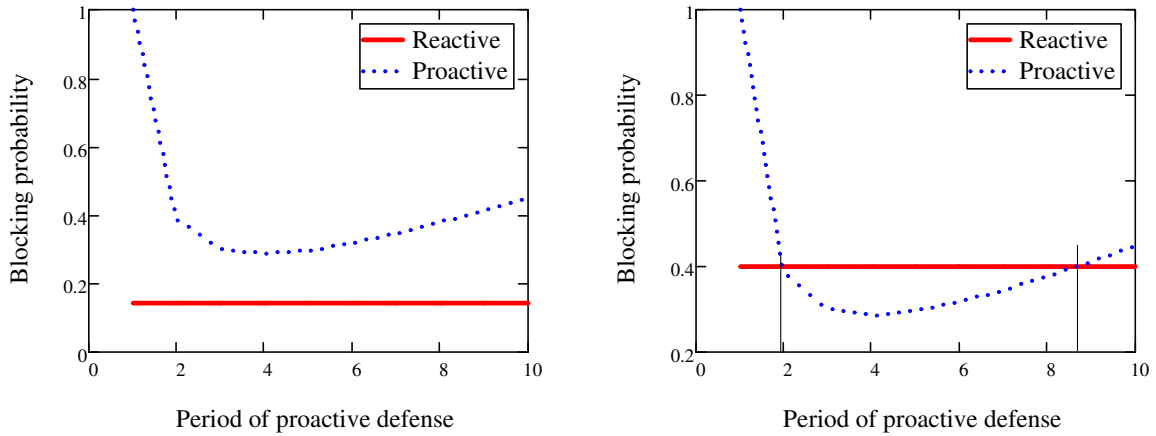 Blocking probability
1
0.8
0.6
0.4
0.2
0
0
2
4
6
8
10
Reactive
Proactive
Period of proactive defense
Blocking probability
1
0.8
0.6
0.4
0.2
0
2
4
6
8
10
Reactive
Proactive
Period of proactive defense